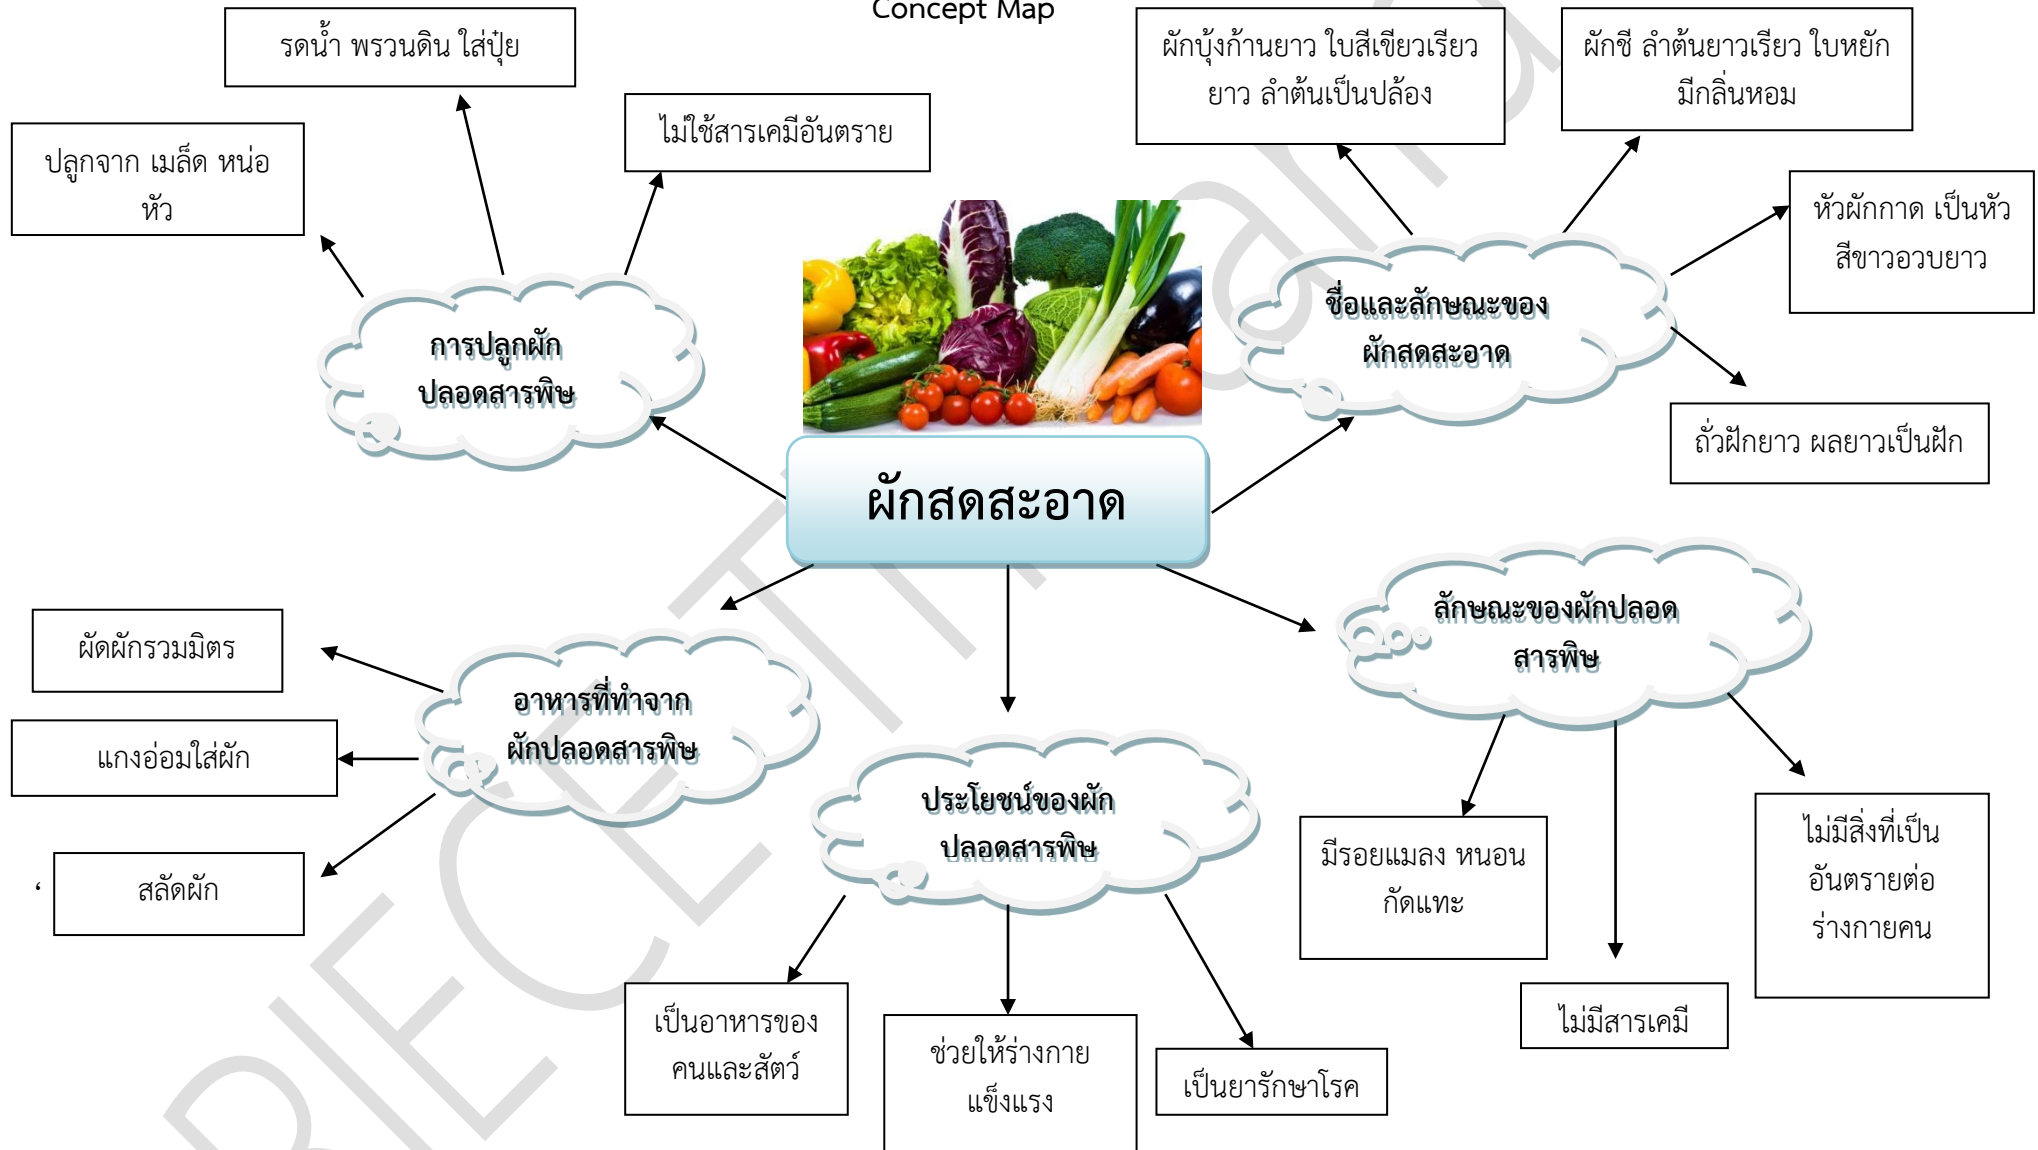 Concept Map
รดน้ำ พรวนดิน ใส่ปุ๋ย
ไม่ใช้สารเคมีอันตราย
ปลูกจาก เมล็ด หน่อ
หัว
ผักบุ้งก้านยาว ใบสีเขียวเรียว
ยาว ลำต้นเป็นปล้อง
ผักชี ลำต้นยาวเรียว ใบหยัก
มีกลิ่นหอม
หัวผักกาด เป็นหัว
สีขาวอวบยาว
ถั่วฝักยาว ผลยาวเป็นฝัก
การปลูกผัก
ปลอดสารพิษ
ชื่อและลักษณะของ
ผักสดสะอาด
ผักสดสะอาด
ลักษณะของผักปลอด
สารพิษ
อาหารที่ทำจาก
ผักปลอดสารพิษ
ผัดผักรวมมิตร
แกงอ่อมใส่ผัก
‘
สลัดผัก
ประโยชน์ของผัก
ปลอดสารพิษ
มีรอยแมลง หนอน
กัดแทะ
ไม่มีสิ่งที่เป็น
อันตรายต่อ
ร่างกายคน
ไม่มีสารเคมี
เป็นอาหารของ
คนและสัตว์
ช่วยให้ร่างกาย
แข็งแรง
เป็นยารักษาโรค